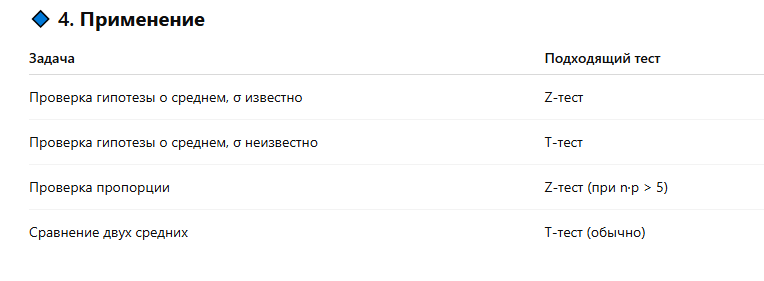 4. Применение
Задача Подходящий тест
Проверка гипотезы о среднем, σ известно Z-тест
Проверка гипотезы о среднем, σ неизвестно T-тест
Проверка пропорции Z-тест (при n·p > 5)
Сравнение двух средних T-тест (обычно)